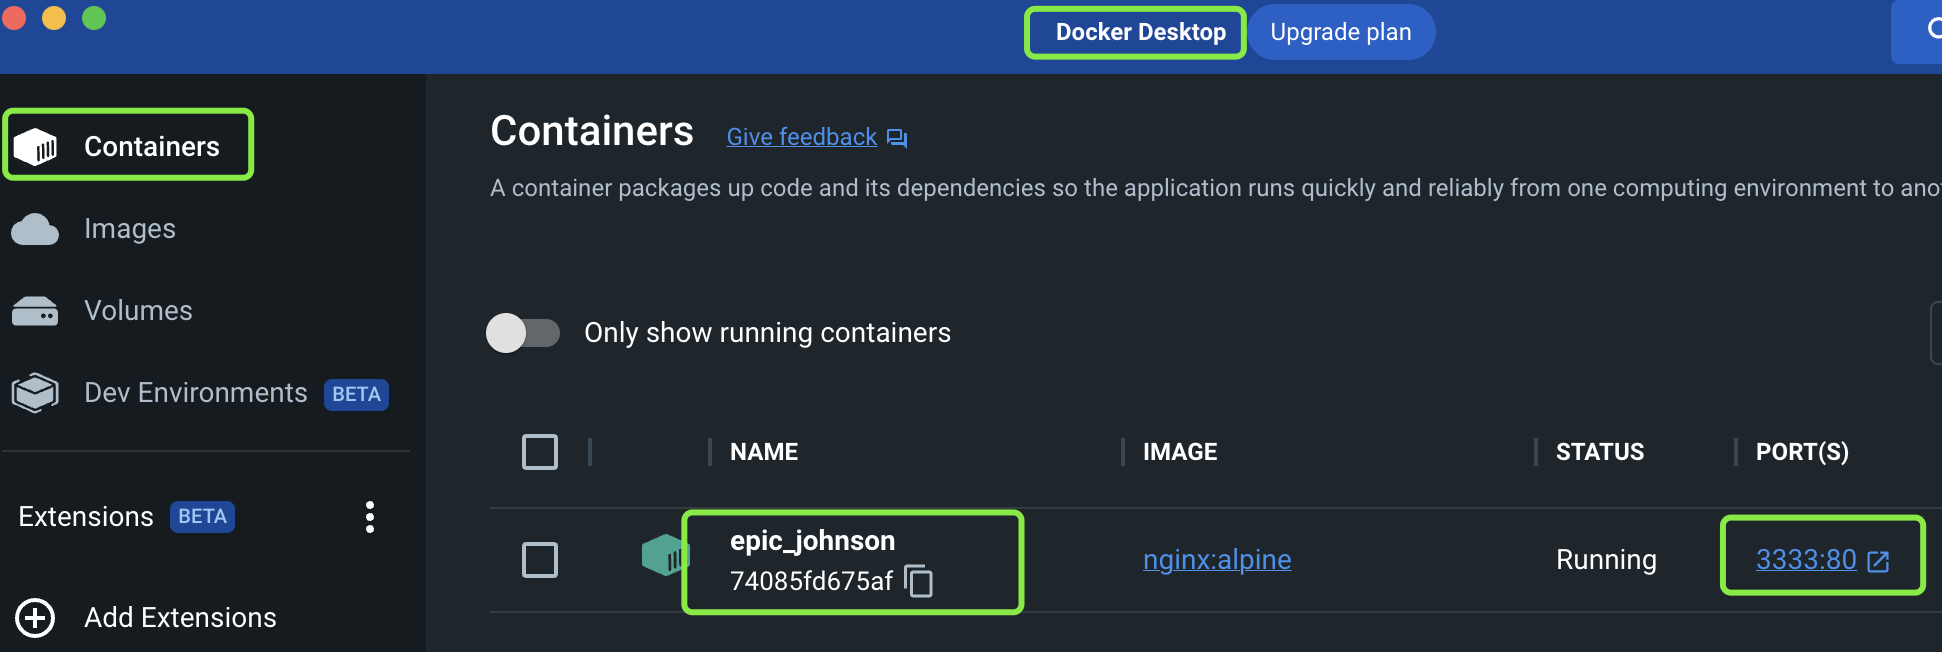 Docker Desktop
Upgrade plan
Containers
Images
Volumes
Dev Environments BETA
Extensions BETA
Add Extensions
Containers
Give feedback
A container packages up code and its dependencies so the application runs quickly and reliably from one computing environment to
Only show running containers
NAME IMAGE STATUS PORT(S)
epic_johnson
74085fd675af
nginx:alpine
Running
3333:80